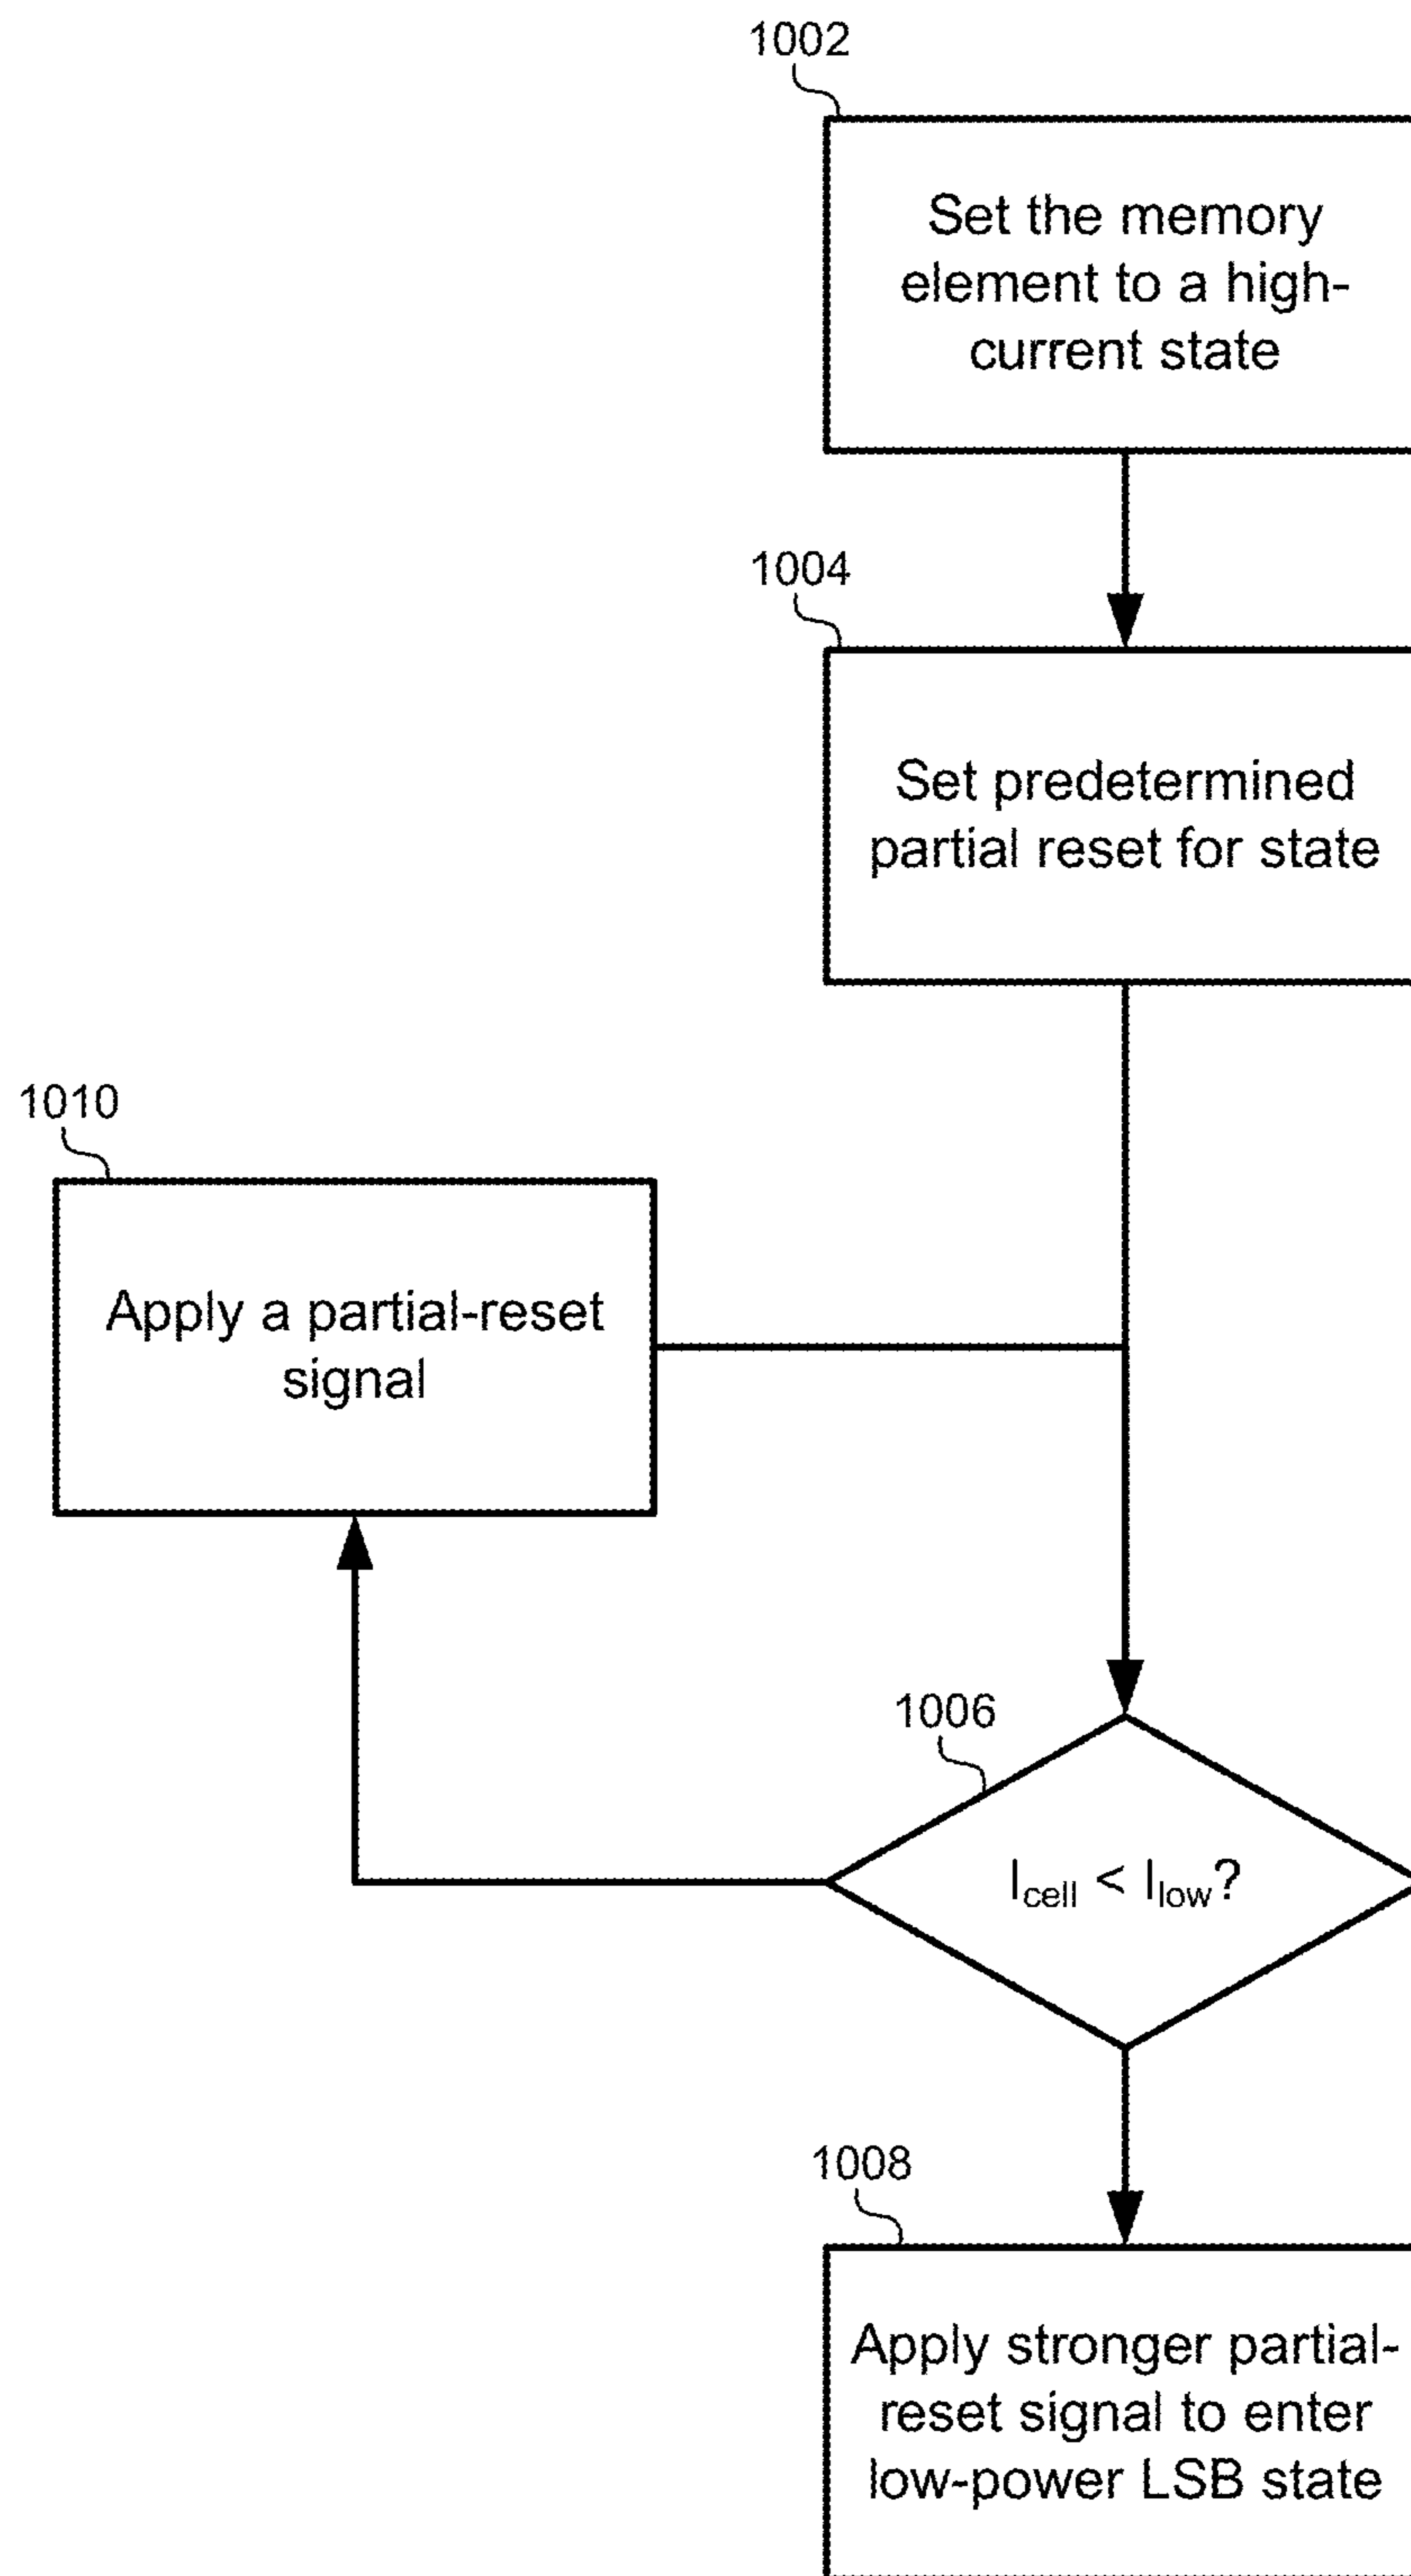 1002
Set the memory
element to a high-
current state
1004
Set predetermined
partial reset for state
1010
Apply a partial-reset
signal
1006
Icell < Ilow?
1008
Apply stronger partial-
reset signal to enter
low-power LSB state